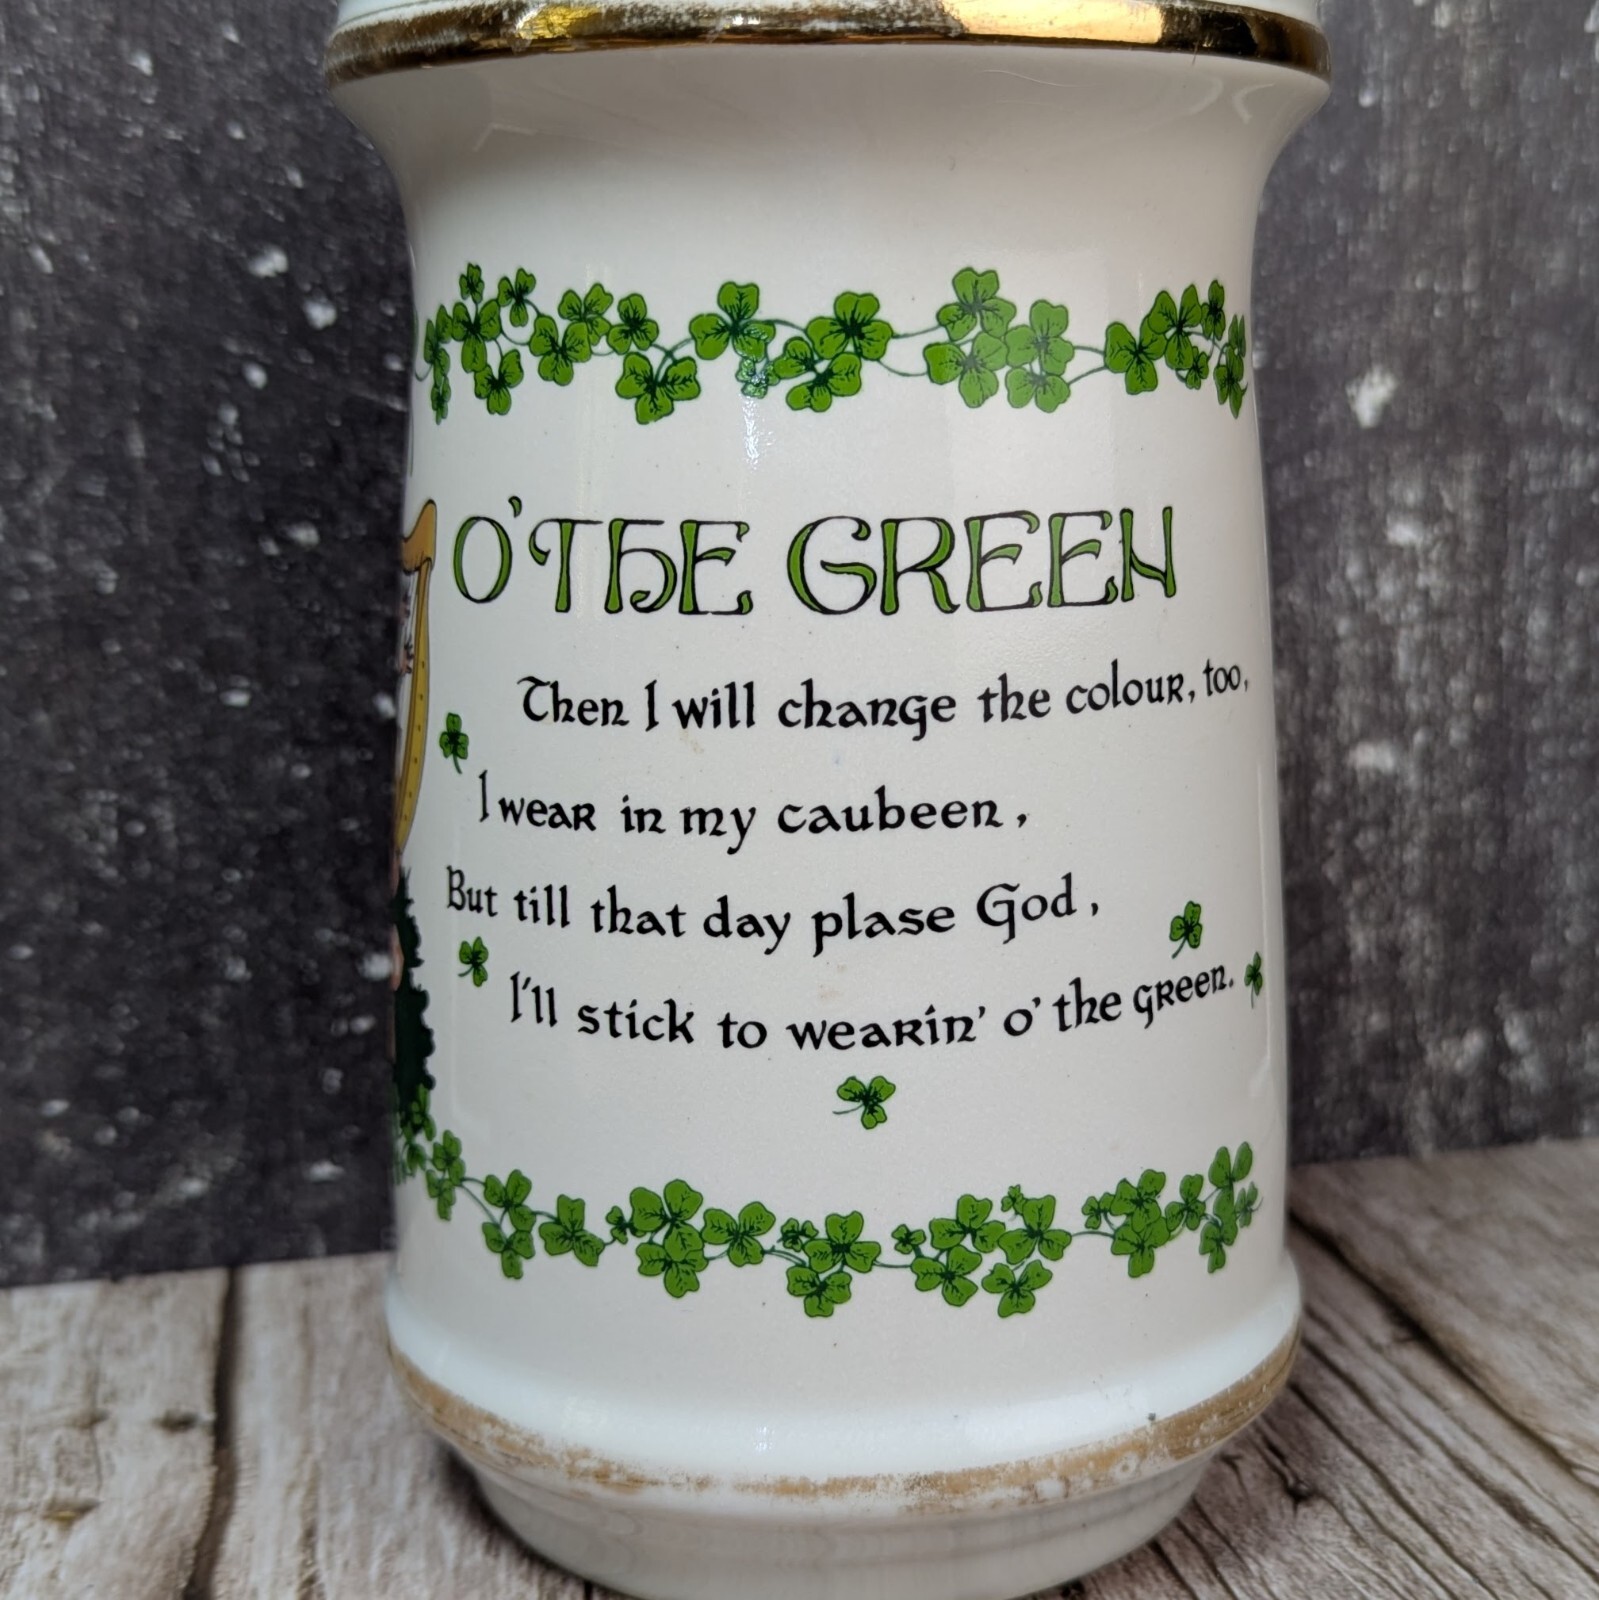 O'THE GREEN
Then I will change the colour, too,
I wear in my caubeen,
But till that day plase God,
I'll stick to wearin' o' the green.